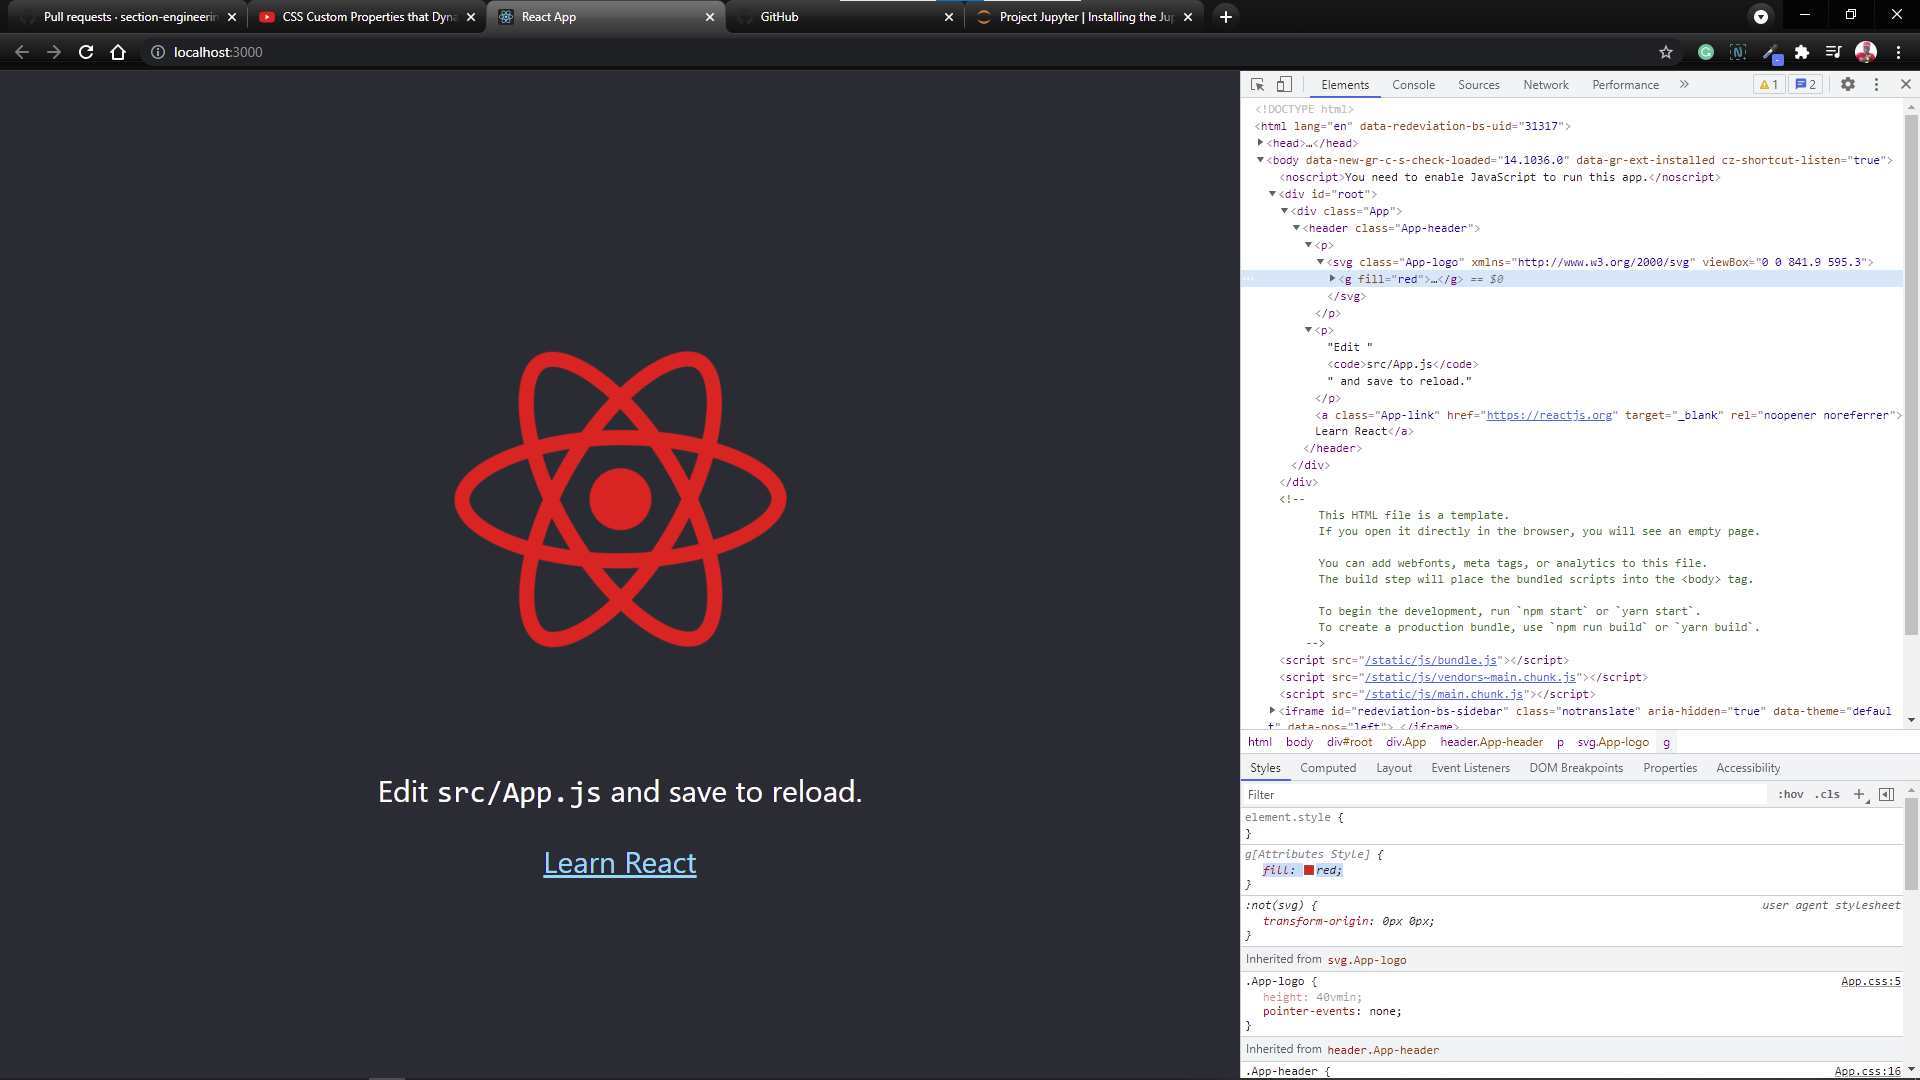 Pull requests · section-engineerin
CSS Custom Properties that Dyna
React App
GitHub
Project Jupyter | Installing the Jup
localhost:3000
Elements Console Sources Network Performance 1 2
<!DOCTYPE html>
<html lang="en" data-redeviation-bs-uid="31317">
<head>…</head>
<body data-new-gr-c-s-check-loaded="14.1036.0" data-gr-ext-installed cz-shortcut-listen="true">
<noscript>You need to enable JavaScript to run this app.</noscript>
<div id="root">
<div class="App">
<header class="App-header">
<p>
<svg class="App-logo" xmlns="http://www.w3.org/2000/svg" viewBox="0 0 841.9 595.3">
<g fill="red">…</g> == $0
</svg>
</p>
<p>
"Edit "
<code>src/App.js</code>
" and save to reload."
</p>
<a class="App-link" href="https://reactjs.org" target="_blank" rel="noopener noreferrer">
Learn React</a>
</header>
</div>
</div>
<!--
This HTML file is a template.
If you open it directly in the browser, you will see an empty page.
You can add webfonts, meta tags, or analytics to this file.
The build step will place the bundled scripts into the <body> tag.
To begin the development, run `npm start` or `yarn start`.
To create a production bundle, use `npm run build` or `yarn build`.
-->
<script src="/static/js/bundle.js"></script>
<script src="/static/js/vendors~main.chunk.js"></script>
<script src="/static/js/main.chunk.js"></script>
<iframe id="redeviation-bs-sidebar" class="notranslate" aria-hidden="true" data-theme="defaul
t" data-pos="left"> </iframe>
html body div#root div.App header.App-header p svg.App-logo g
Styles Computed Layout Event Listeners DOM Breakpoints Properties Accessibility
Filter :hov .cls
element.style {
}
g[Attributes Style] {
fill: red;
}
:not(svg) { user agent stylesheet
transform-origin: 0px 0px;
}
Inherited from svg.App-logo
.App-logo { App.css:5
height: 40vmin;
pointer-events: none;
}
Inherited from header.App-header
.App-header { App.css:16
Edit src/App.js and save to reload.
Learn React